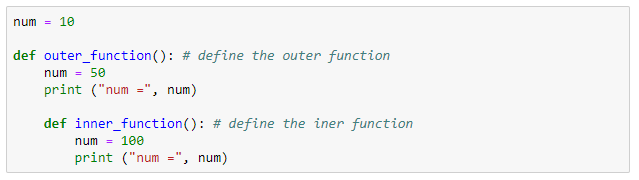 num = 10
def outer_function(): # define the outer function
    num = 50
    print ("num =", num)
    def inner_function(): # define the iner function
        num = 100
        print ("num =", num)